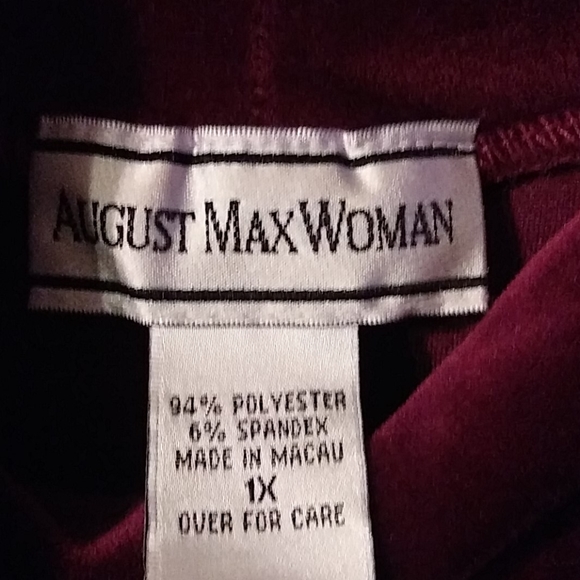 AUGUST MAX WOMAN
94% POLYESTER
6% SPANDEX
MADE IN MACAU
1X
OVER FOR CARE